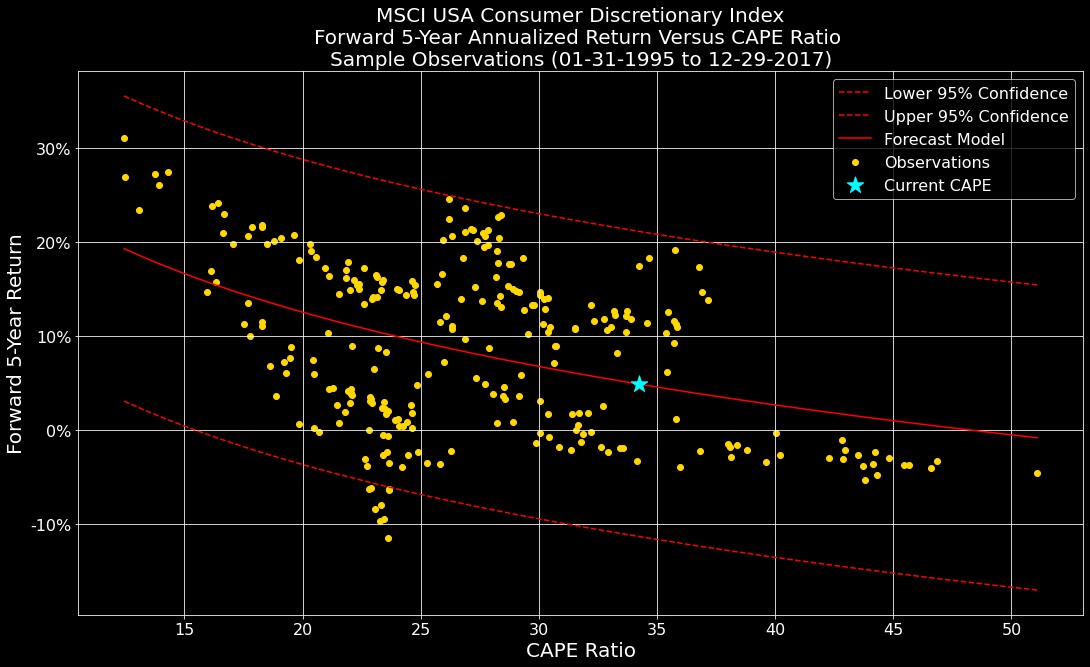 MSCI USA Consumer Discretionary Index
Forward 5-Year Annualized Return Versus CAPE Ratio
Sample Observations (01-31-1995 to 12-29-2017)
Lower 95% Confidence
Upper 95% Confidence
Forecast Model
Observations
Current CAPE
Forward 5-Year Return
30%
20%
10%
0%
-10%
15 20 25 30 35 40 45 50
CAPE Ratio